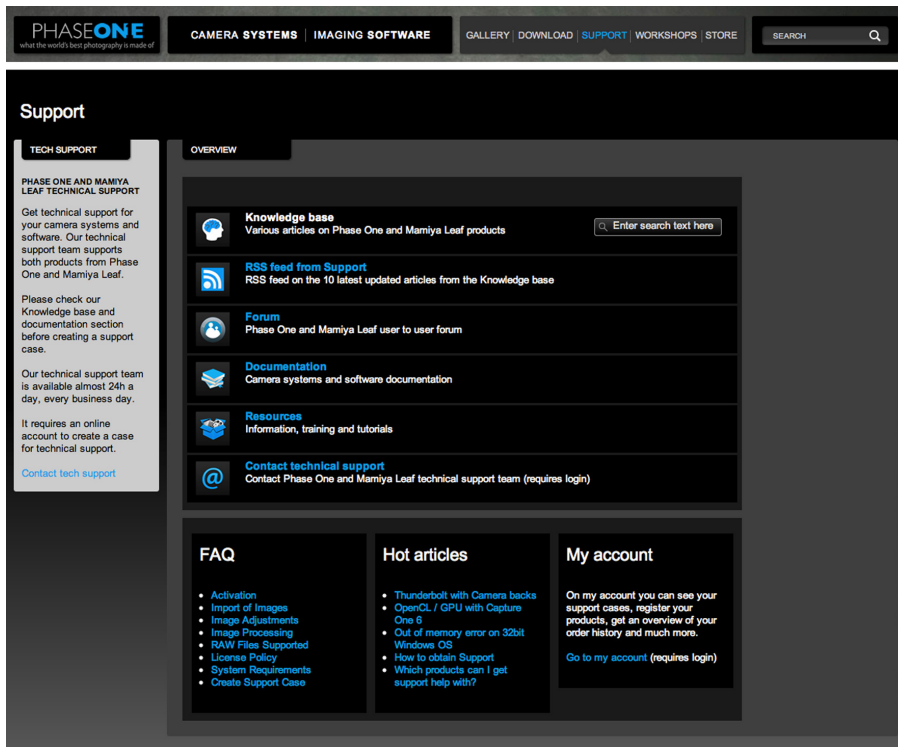 PHASEONE
what the world's best photography is made of
CAMERA SYSTEMS | IMAGING SOFTWARE
GALLERY | DOWNLOAD | SUPPORT | WORKSHOPS | STORE
SEARCH
Support
TECH SUPPORT
PHASE ONE AND MAMIYA
LEAF TECHNICAL SUPPORT
Get technical support for
your camera systems and
software. Our technical
support team supports
both products from Phase
One and Mamiya Leaf.
Please check our
Knowledge base and
documentation section
before creating a support
case.
Our technical support team
is available almost 24h a
day, every business day.
It requires an online
account to create a case
for technical support.
Contact tech support
OVERVIEW
Knowledge base
Various articles on Phase One and Mamiya Leaf products
Enter search text here
RSS feed from Support
RSS feed on the 10 latest updated articles from the Knowledge base
Forum
Phase One and Mamiya Leaf user to user forum
Documentation
Camera systems and software documentation
Resources
Information, training and tutorials
@
Contact technical support
Contact Phase One and Mamiya Leaf technical support team (requires login)
FAQ
• Activation
• Import of Images
• Image Adjustments
• Image Processing
• RAW Files Supported
• License Policy
• System Requirements
• Create Support Case
Hot articles
• Thunderbolt with Camera backs
• OpenCL / GPU with Capture
One 6
• Out of memory error on 32bit
Windows OS
• How to obtain Support
• Which products can I get
support help with?
My account
On my account you can see your
support cases, register your
products, get an overview of your
order history and much more.
Go to my account (requires login)